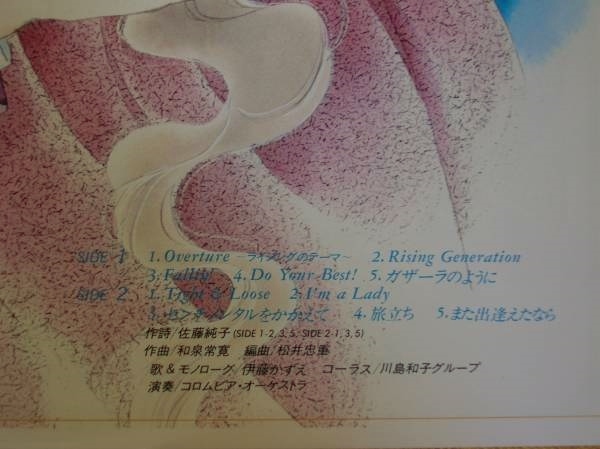 SIDE 1 1. Overture ~ライジングのテーマ~ 2. Rising Generation
3. Fallin' 4. Do Your Best! 5. ガザーラのように
SIDE 2 1. Tight & Loose 2. I'm a Lady
3. センチメンタルをかかえて 4. 旅立ち 5. また出逢えたなら
作詩/佐藤純子 (SIDE 1-2, 3, 5, SIDE 2-1, 3, 5)
作曲/和泉常寛 編曲/松井忠重
歌&モノローグ/伊藤かずえ コーラス/川島和子グループ
演奏/コロムビア・オーケストラ